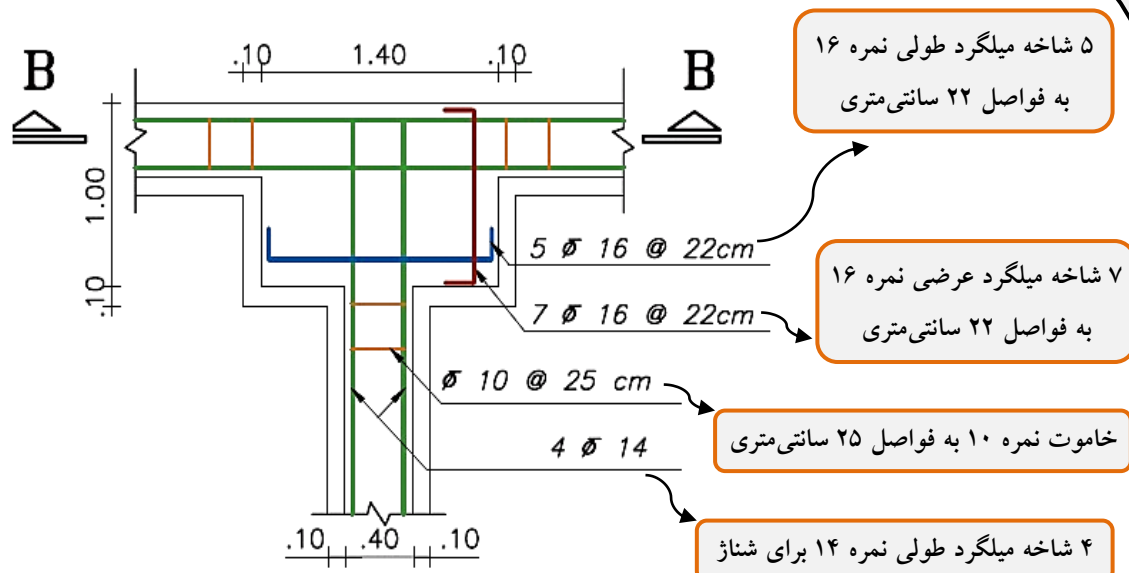 B
.10 1.40 .10
B
1.00
.10
5 Φ 16 @ 22cm
7 Φ 16 @ 22cm
Φ 10 @ 25 cm
4 Φ 14
.10 .40 .10
۵ شاخه میلگرد طولی نمره ۱۶
به فواصل ۲۲ سانتی‌متری
۷ شاخه میلگرد عرضی نمره ۱۶
به فواصل ۲۲ سانتی‌متری
خاموت نمره ۱۰ به فواصل ۲۵ سانتی‌متری
۴ شاخه میلگرد طولی نمره ۱۴ برای شناژ